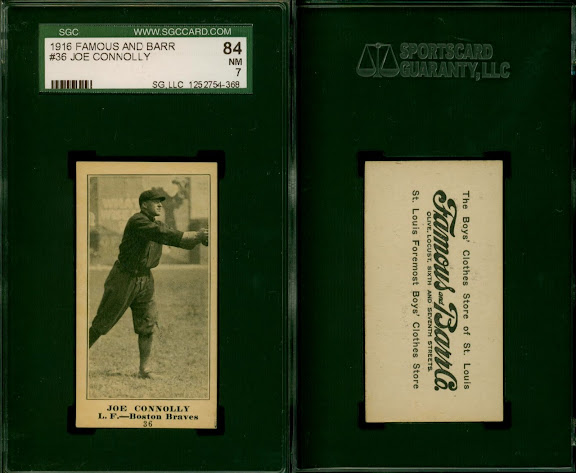 SGC WWW.SGCCARD.COM
1916 FAMOUS AND BARR 84
#36 JOE CONNOLLY NM
7
SG,LLC 1252754-368
JOE CONNOLLY
L. F.—Boston Braves
36
SPORTSCARD
GUARANTY, LLC
The Boys' Clothes Store of St. Louis
Famous and Barr Co.
OLIVE, LOCUST, SIXTH AND SEVENTH STREETS.
St. Louis Foremost Boys' Clothes Store